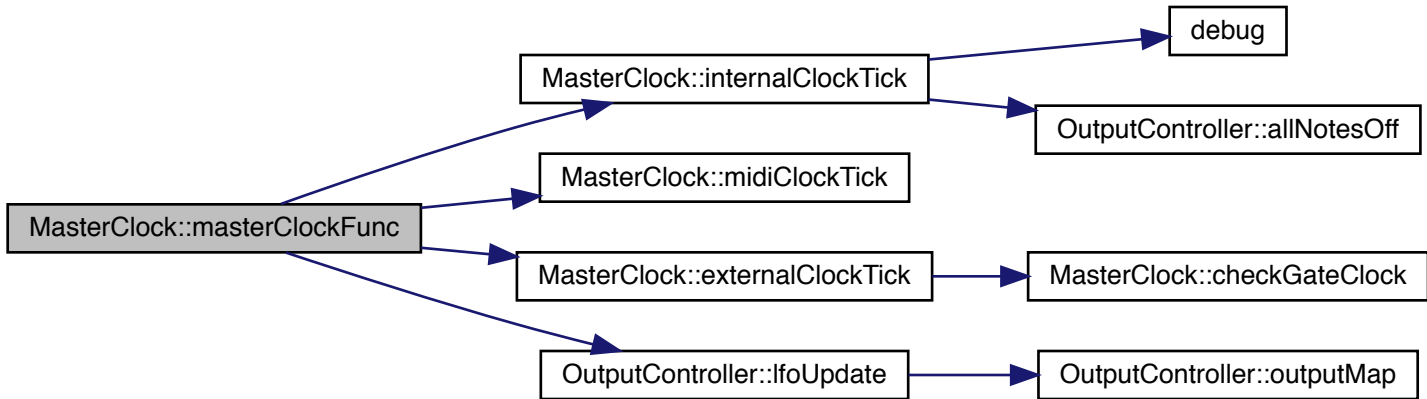 debug
MasterClock::internalClockTick
OutputController::allNotesOff
MasterClock::midiClockTick
MasterClock::masterClockFunc
MasterClock::externalClockTick
MasterClock::checkGateClock
OutputController::lfoUpdate
OutputController::outputMap